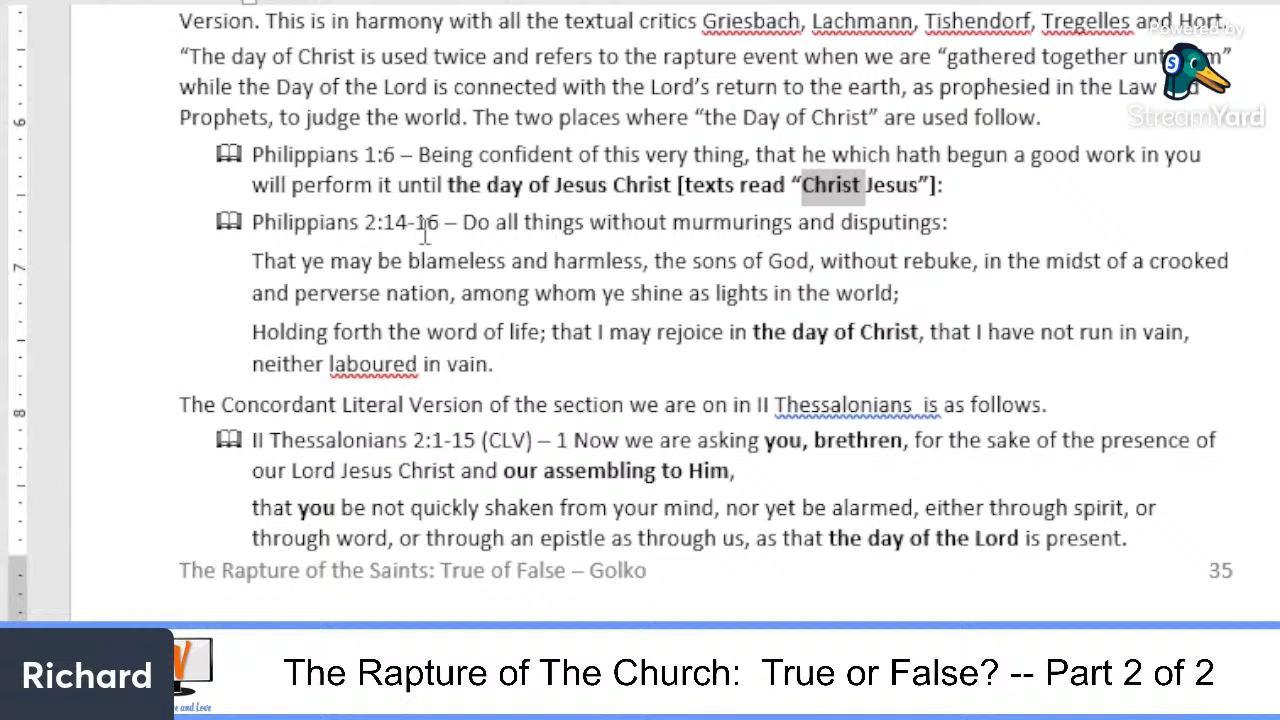 Version. This is in harmony with all the textual critics Griesbach, Lachmann, Tishendorf, Tregelles and Hort.
Powered by
“The day of Christ is used twice and refers to the rapture event when we are “gathered together unto Him”
while the Day of the Lord is connected with the Lord’s return to the earth, as prophesied in the Law and
StreamYard
Prophets, to judge the world. The two places where “the Day of Christ” are used follow.
Philippians 1:6 – Being confident of this very thing, that he which hath begun a good work in you
will perform it until the day of Jesus Christ [texts read “Christ Jesus”]:
Philippians 2:14-16 – Do all things without murmurings and disputings:
That ye may be blameless and harmless, the sons of God, without rebuke, in the midst of a crooked
and perverse nation, among whom ye shine as lights in the world;
Holding forth the word of life; that I may rejoice in the day of Christ, that I have not run in vain,
neither laboured in vain.
The Concordant Literal Version of the section we are on in II Thessalonians is as follows.
II Thessalonians 2:1-15 (CLV) – 1 Now we are asking you, brethren, for the sake of the presence of
our Lord Jesus Christ and our assembling to Him,
that you be not quickly shaken from your mind, nor yet be alarmed, either through spirit, or
through word, or through an epistle as through us, as that the day of the Lord is present.
The Rapture of the Saints: True of False – Golko 35
Richard
The Rapture of The Church: True or False? -- Part 2 of 2
e and Love
6
7
8